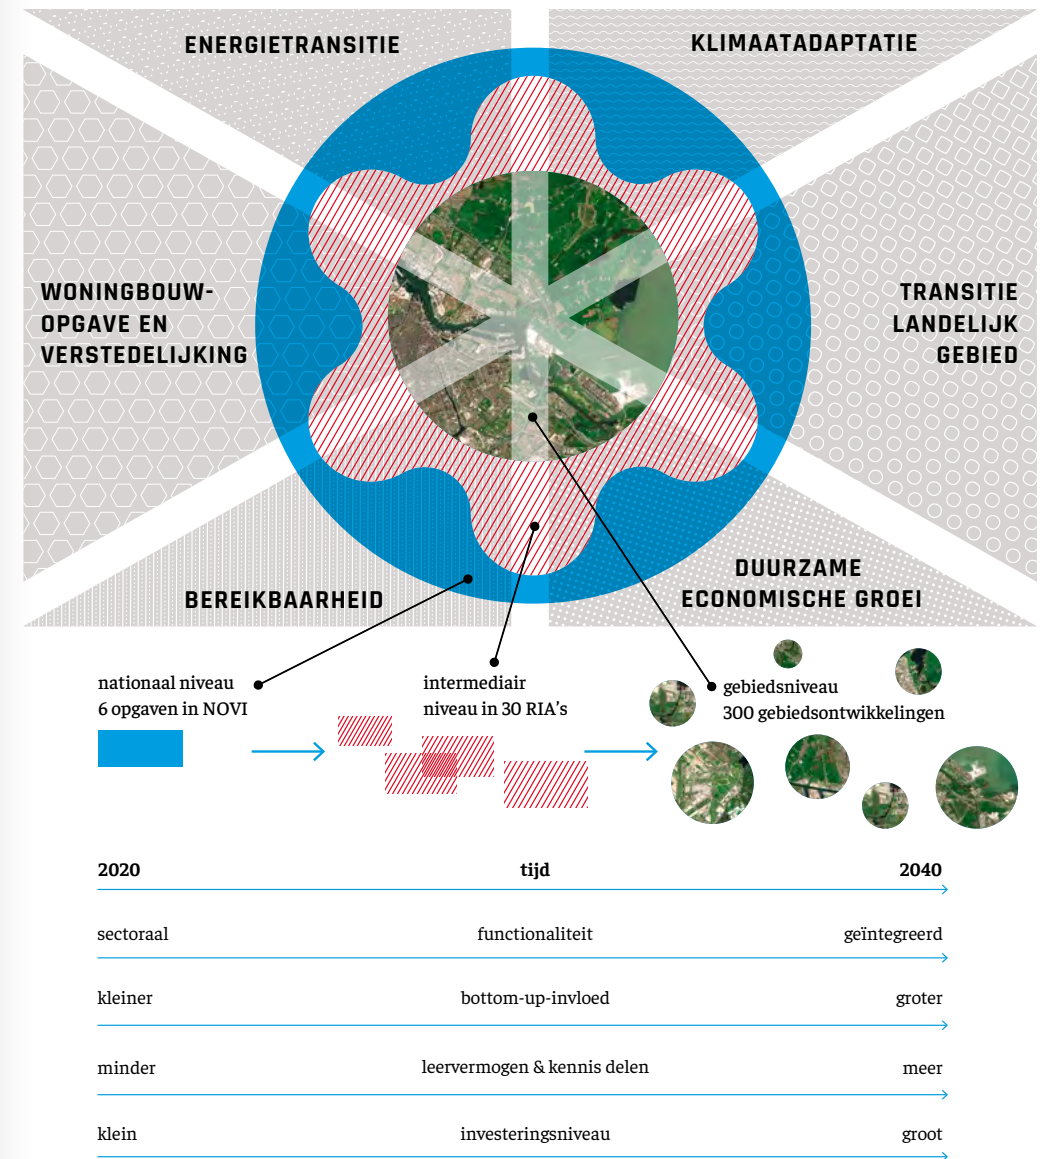 ENERGIETRANSITIE
KLIMAATADAPTATIE
WONINGBOUW-
OPGAVE EN
VERSTEDELIJKING
TRANSITIE
LANDELIJK
GEBIED
BEREIKBAARHEID
DUURZAME
ECONOMISCHE GROEI
nationaal niveau
6 opgaven in NOVI
intermediair
niveau in 30 RIA’s
gebiedsniveau
300 gebiedsontwikkelingen
2020 tijd 2040
sectoraal functionaliteit geïntegreerd
kleiner bottom-up-invloed groter
minder leervermogen & kennis delen meer
klein investeringsniveau groot